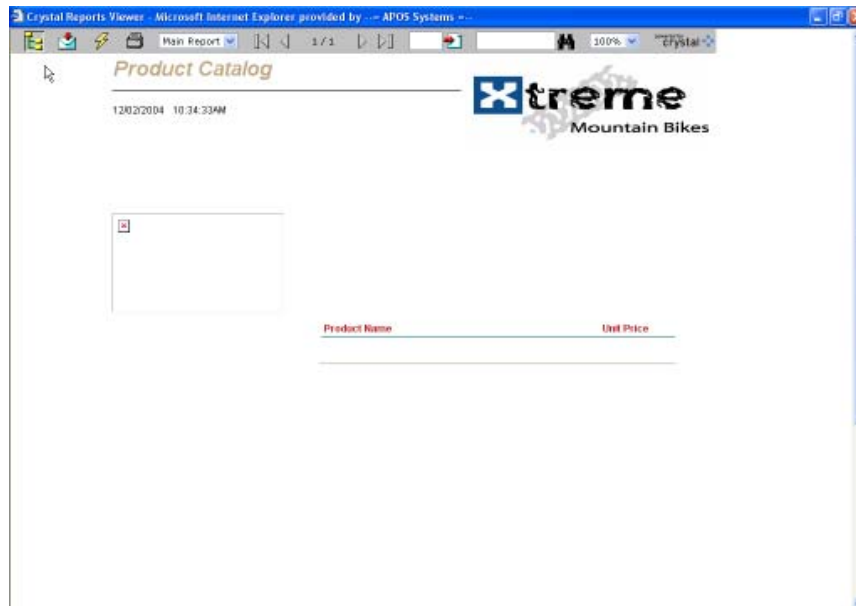 Crystal Reports Viewer - Microsoft Internet Explorer provided by --= APOS Systems =--
Main Report 1/1 100% crystal
Product Catalog
12/02/2004 10:34:33AM
Xtreme
Mountain Bikes
Product Name Unit Price